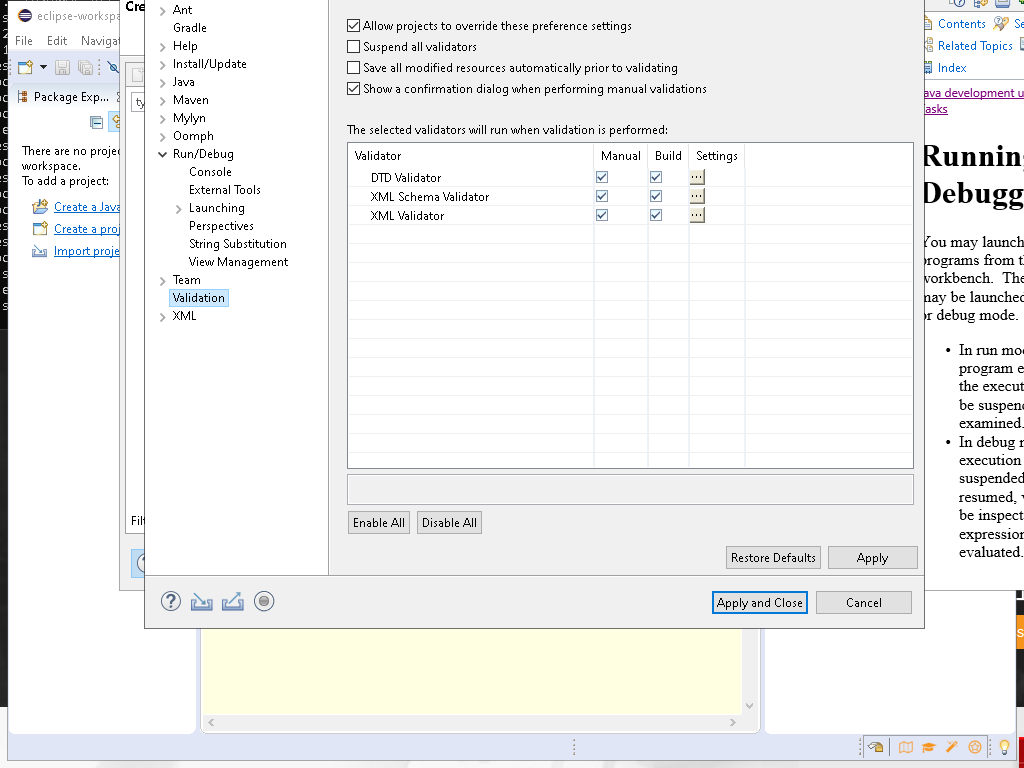 eclipse-workspa
Cre
File Edit Navigat
Package Exp...
There are no projec
workspace.
To add a project:
Create a Java
Create a proj
Import proje
ty
Filt
Ant
Gradle
Help
Install/Update
Java
Maven
Mylyn
Oomph
Run/Debug
Console
External Tools
Launching
Perspectives
String Substitution
View Management
Team
Validation
XML
Allow projects to override these preference settings
Suspend all validators
Save all modified resources automatically prior to validating
Show a confirmation dialog when performing manual validations
The selected validators will run when validation is performed:
Validator Manual Build Settings
DTD Validator ...
XML Schema Validator ...
XML Validator ...
Enable All Disable All
Restore Defaults Apply
Apply and Close Cancel
Contents Se
Related Topics
Index
ava development u
asks
Running
Debugg
You may launch
programs from th
workbench. The
may be launched
or debug mode.
• In run mod
program e
the execut
be suspend
examined.
• In debug m
execution
suspended
resumed, v
be inspect
expression
evaluated.